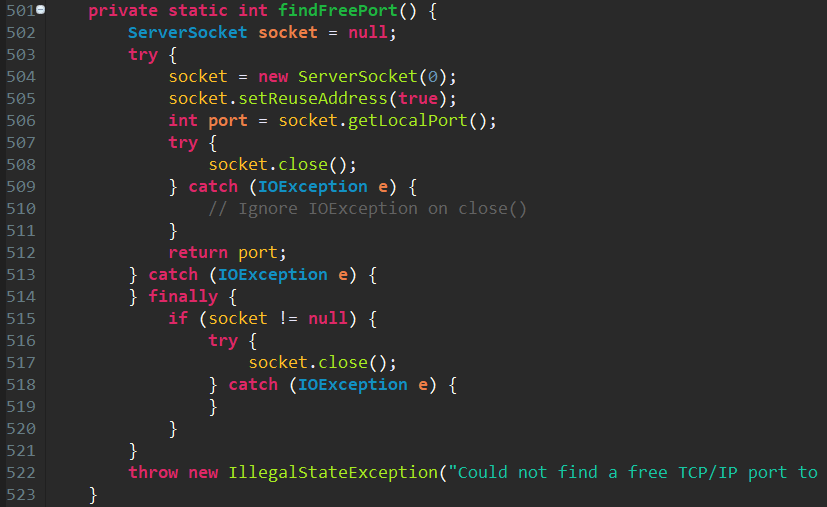 501 private static int findFreePort() {
502 ServerSocket socket = null;
503 try {
504 socket = new ServerSocket(0);
505 socket.setReuseAddress(true);
506 int port = socket.getLocalPort();
507 try {
508 socket.close();
509 } catch (IOException e) {
510 // Ignore IOException on close()
511 }
512 return port;
513 } catch (IOException e) {
514 } finally {
515 if (socket != null) {
516 try {
517 socket.close();
518 } catch (IOException e) {
519 }
520 }
521 }
522 throw new IllegalStateException("Could not find a free TCP/IP port to
523 }